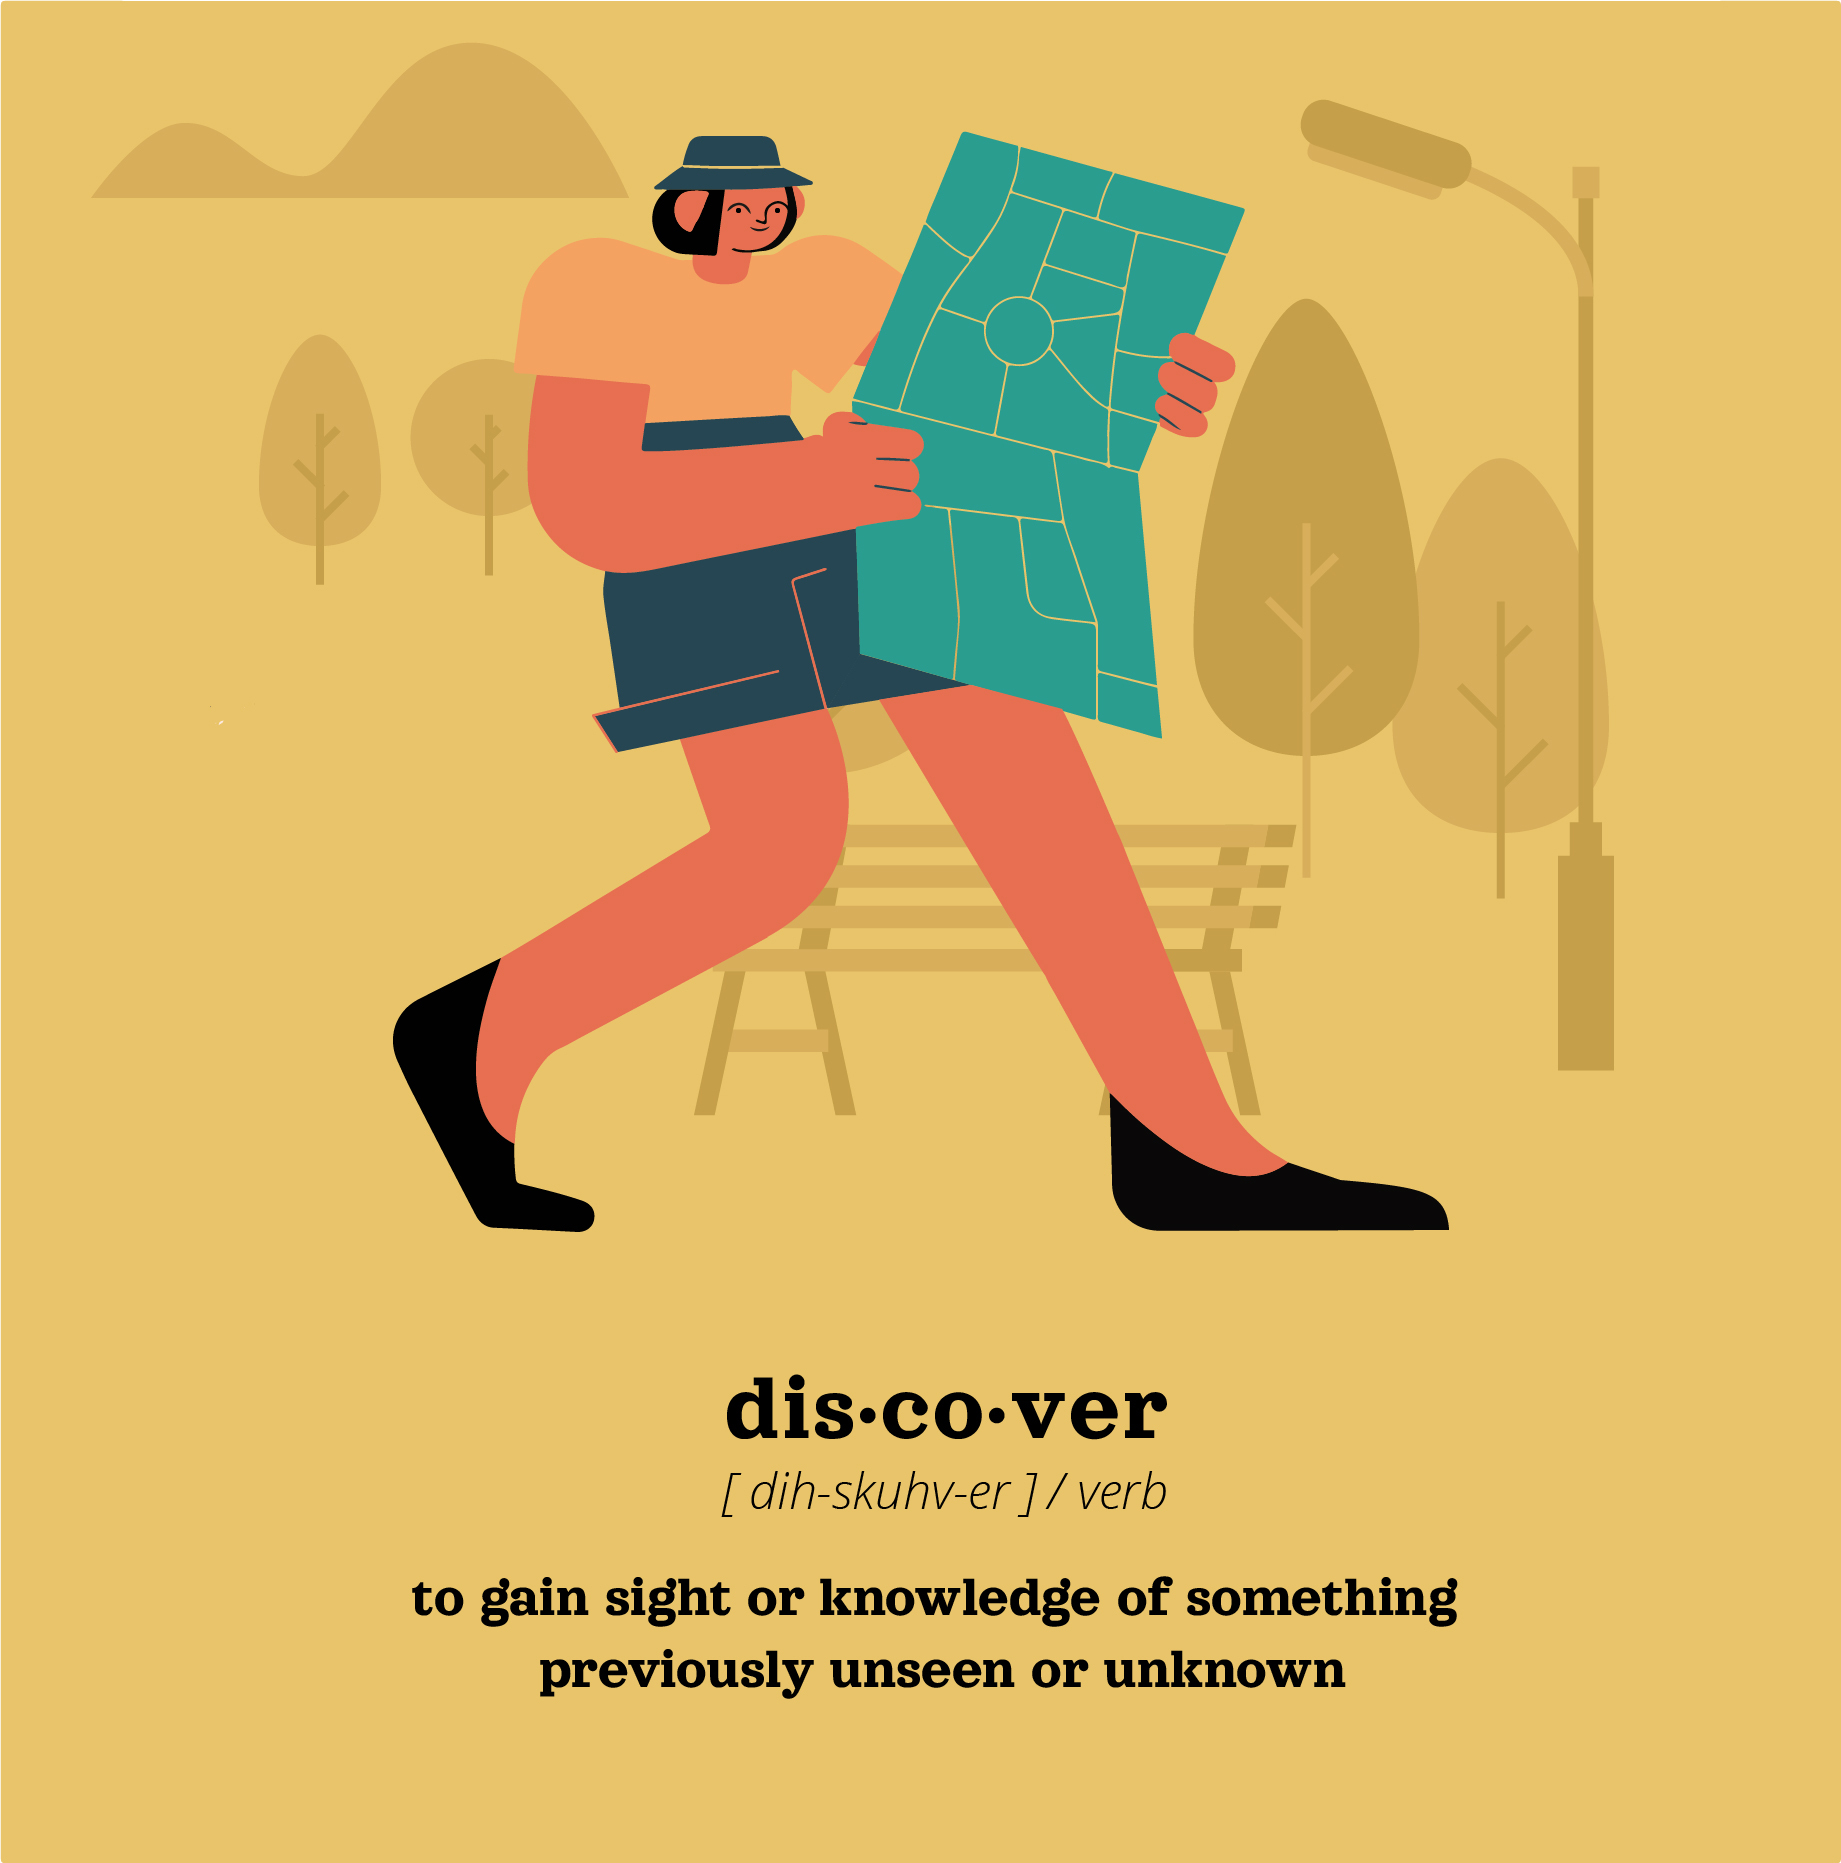 dis•co•ver
[ dih-skuhv-er ] / verb
to gain sight or knowledge of something
previously unseen or unknown